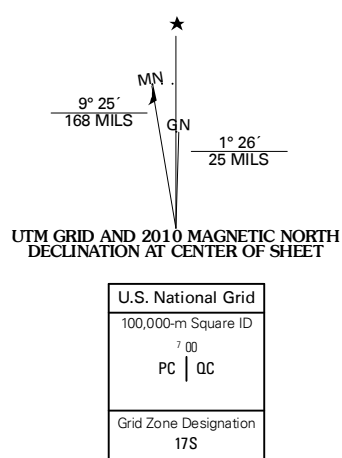 ★
MN
9° 25´
168 MILS
GN
1° 26´
25 MILS
UTM GRID AND 2010 MAGNETIC NORTH
DECLINATION AT CENTER OF SHEET
U.S. National Grid
100,000-m Square ID
7 00
PC | QC
Grid Zone Designation
17S